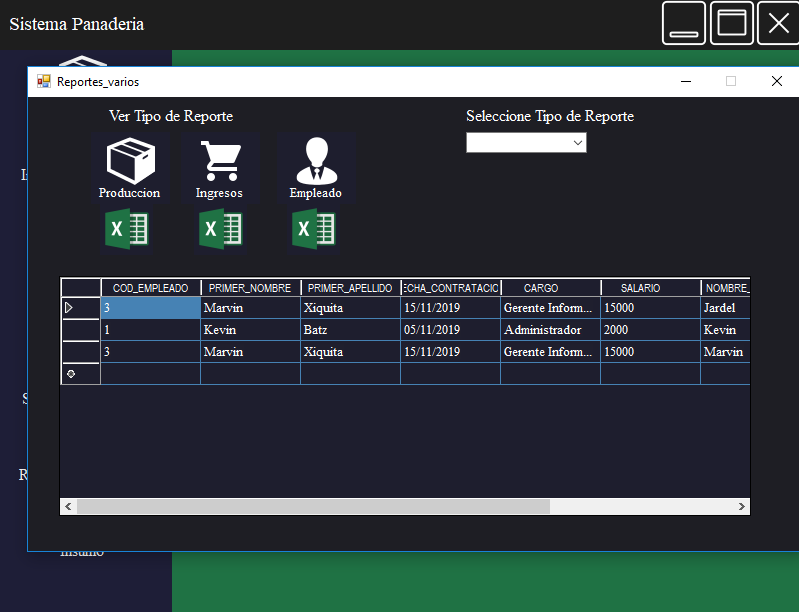 Sistema Panaderia
Reportes_varios
Ver Tipo de Reporte
Seleccione Tipo de Reporte
Produccion
Ingresos
Empleado
X
X
X
COD_EMPLEADO PRIMER_NOMBRE PRIMER_APELLIDO ECHA_CONTRATACIO CARGO SALARIO NOMBRE_
3 Marvin Xiquita 15/11/2019 Gerente Inform... 15000 Jardel
1 Kevin Batz 05/11/2019 Administrador 2000 Kevin
3 Marvin Xiquita 15/11/2019 Gerente Inform... 15000 Marvin
S
R
Insumo